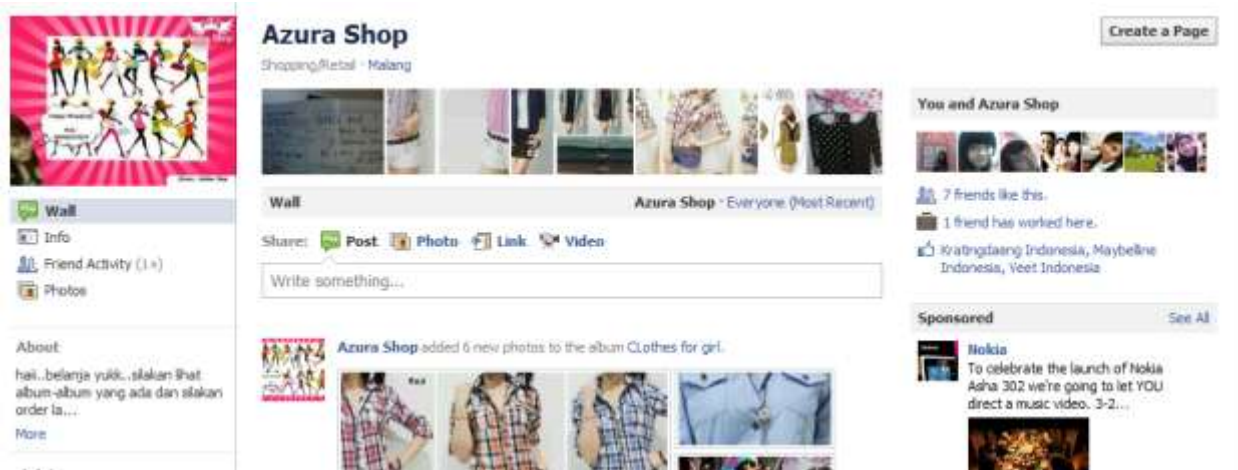 Azura Shop
Create a Page
Shopping/Retail · Malang
You and Azura Shop
Wall
Info
Friend Activity (1+)
Photos
Wall
Azura Shop · Everyone (Most Recent)
Share: Post Photo Link Video
Write something...
7 friends like this.
1 friend has worked here.
Kratingdaeng Indonesia, Maybelline
Indonesia, Veet Indonesia
Sponsored See All
Nokia
To celebrate the launch of Nokia
Asha 302 we're going to let YOU
direct a music video. 3-2...
About
haii..belanja yukk..silakan lihat
album-album yang ada dan silakan
order la...
More
Azura Shop added 6 new photos to the album CLothes for girl.